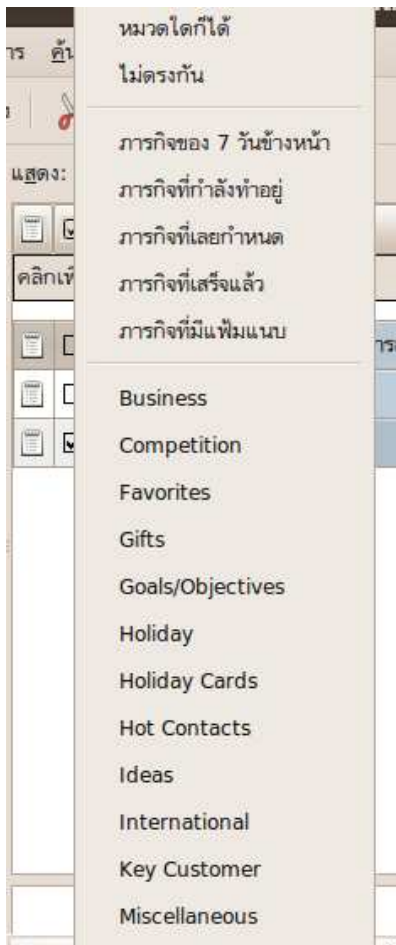 หมวดใดก็ได้
ไม่ตรงกัน
ภารกิจของ 7 วันข้างหน้า
แสดง:
ภารกิจที่กำลังทำอยู่
ภารกิจที่เลยกำหนด
ภารกิจที่เสร็จแล้ว
ภารกิจที่มีแฟ้มแนบ
Business
Competition
Favorites
Gifts
Goals/Objectives
Holiday
Holiday Cards
Hot Contacts
Ideas
International
Key Customer
Miscellaneous